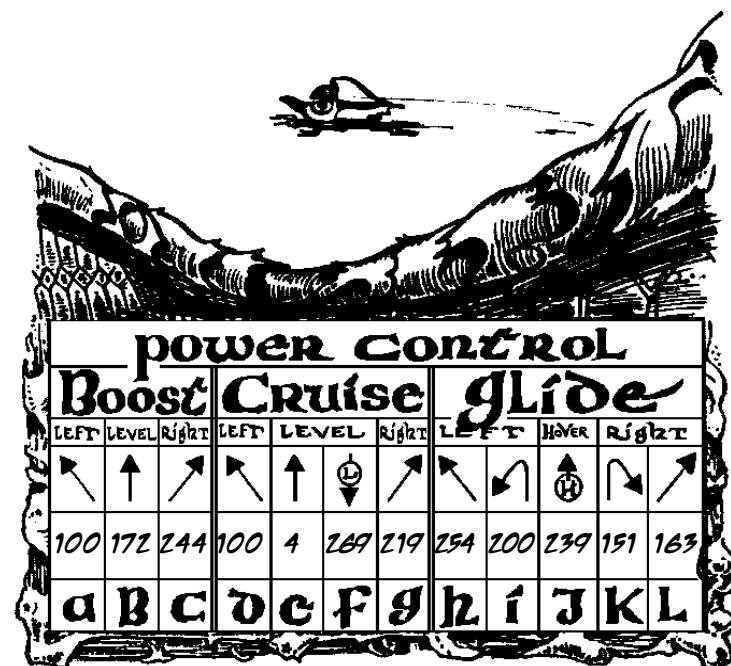 POWER CONTROL
Boost Cruise glide
LEFT LEVEL Right LEFT LEVEL Right LEFT HOVER Right
L H
100 172 244 100 4 269 219 254 200 239 151 163
a B C d e F g h i J K L